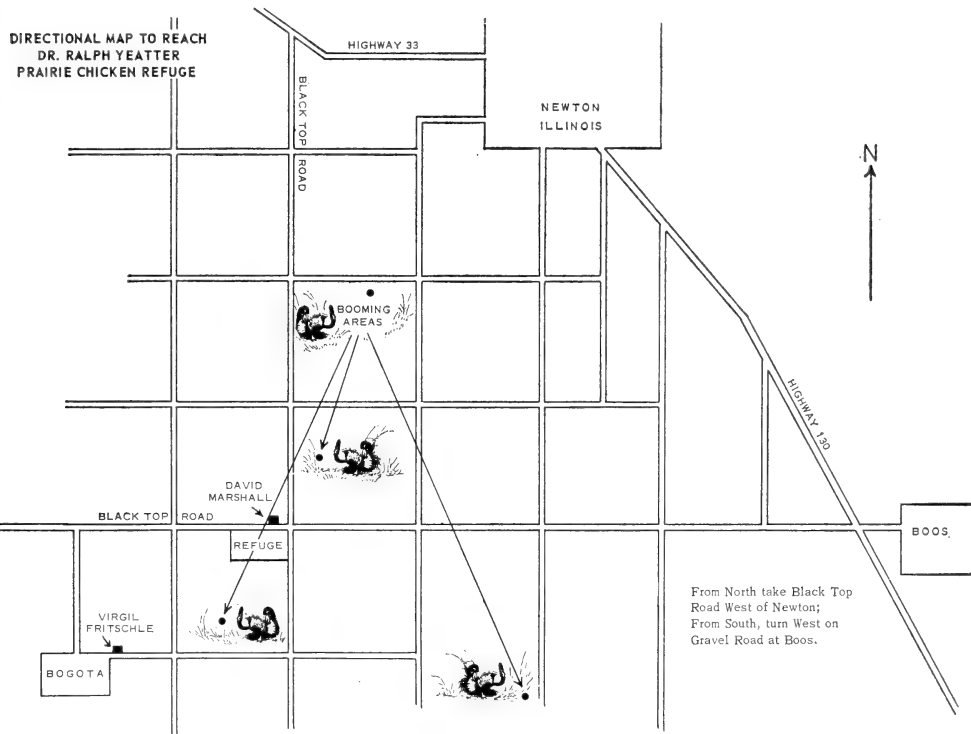 DIRECTIONAL MAP TO REACH
DR. RALPH YEATTER
PRAIRIE CHICKEN REFUGE
HIGHWAY 33
BLACK TOP ROAD
NEWTON
ILLINOIS
N
BOOMING
AREAS
HIGHWAY 130
DAVID
MARSHALL
BLACK TOP ROAD
REFUGE
BOOS
VIRGIL
FRITSCHLE
BOGOTA
From North take Black Top
Road West of Newton;
From South, turn West on
Gravel Road at Boos.